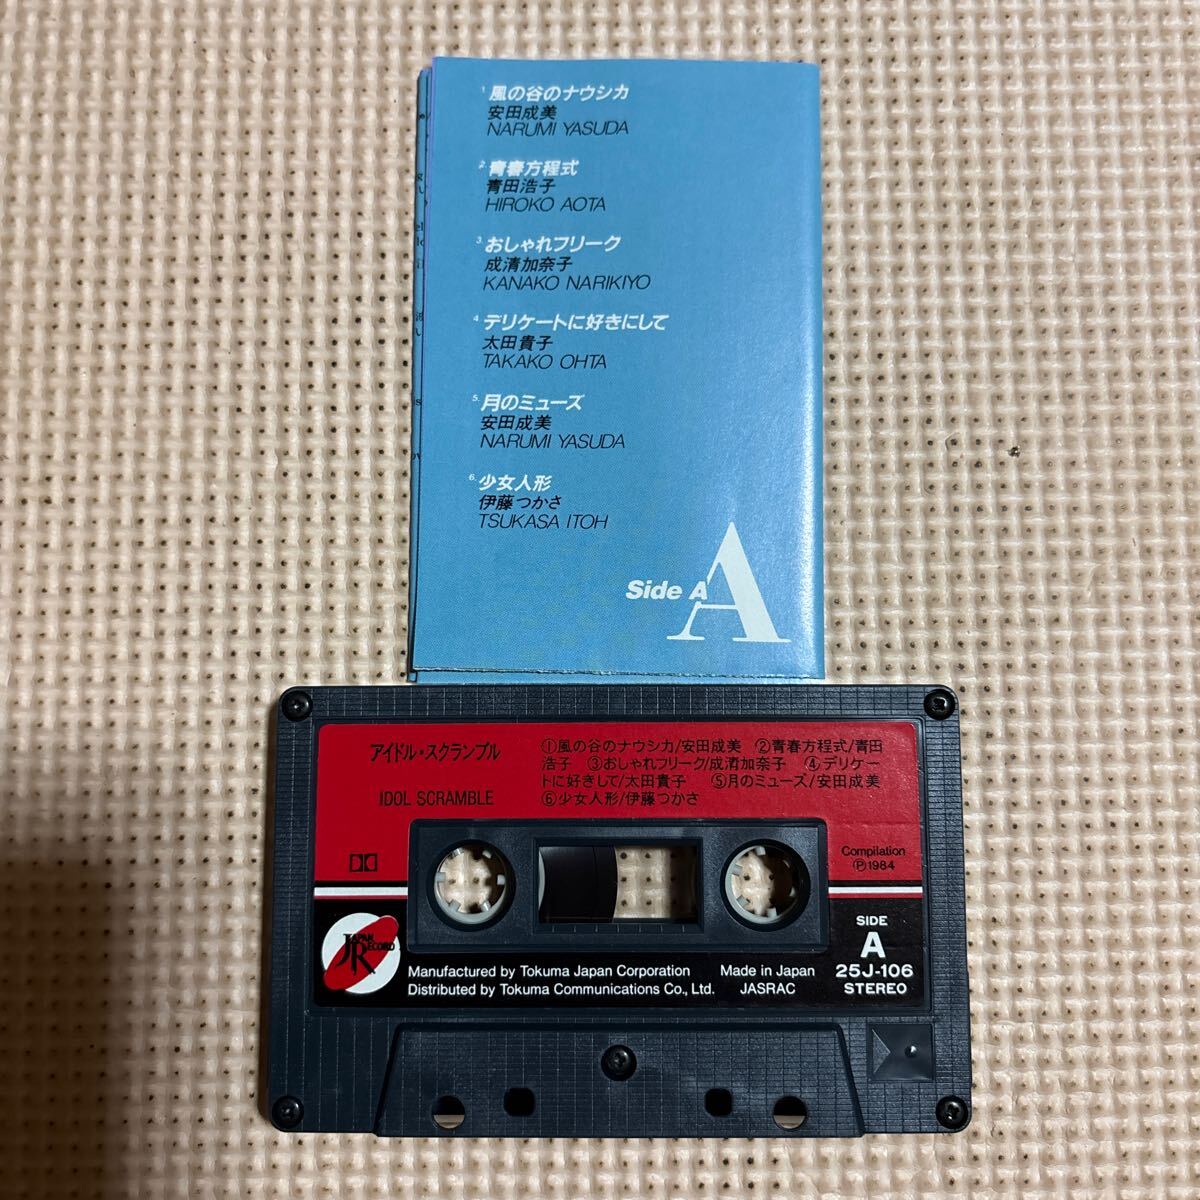 1. 風の谷のナウシカ
安田成美
NARUMI YASUDA
2. 青春方程式
青田浩子
HIROKO AOTA
3. おしゃれフリーク
成清加奈子
KANAKO NARIKIYO
4. デリケートに好きにして
太田貴子
TAKAKO OHTA
5. 月のミューズ
安田成美
NARUMI YASUDA
6. 少女人形
伊藤つかさ
TSUKASA ITOH
Side A
A
アイドル・スクランブル
IDOL SCRAMBLE
①風の谷のナウシカ/安田成美 ②青春方程式/青田
浩子 ③おしゃれフリーク/成清加奈子 ④デリケー
トに好きにして/太田貴子 ⑤月のミューズ/安田成美
⑥少女人形/伊藤つかさ
Compilation
Ⓟ1984
JAPAN
RECORD
Manufactured by Tokuma Japan Corporation
Distributed by Tokuma Communications Co., Ltd.
Made in Japan
JASRAC
SIDE
A
25J-106
STEREO